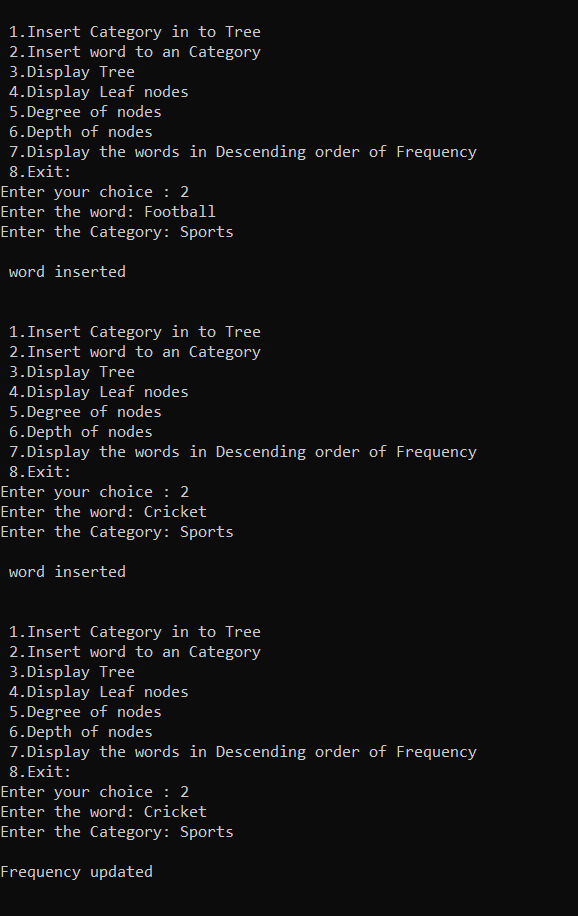 1.Insert Category in to Tree
2.Insert word to an Category
3.Display Tree
4.Display Leaf nodes
5.Degree of nodes
6.Depth of nodes
7.Display the words in Descending order of Frequency
8.Exit:
Enter your choice : 2
Enter the word: Football
Enter the Category: Sports
word inserted
1.Insert Category in to Tree
2.Insert word to an Category
3.Display Tree
4.Display Leaf nodes
5.Degree of nodes
6.Depth of nodes
7.Display the words in Descending order of Frequency
8.Exit:
Enter your choice : 2
Enter the word: Cricket
Enter the Category: Sports
word inserted
1.Insert Category in to Tree
2.Insert word to an Category
3.Display Tree
4.Display Leaf nodes
5.Degree of nodes
6.Depth of nodes
7.Display the words in Descending order of Frequency
8.Exit:
Enter your choice : 2
Enter the word: Cricket
Enter the Category: Sports
Frequency updated